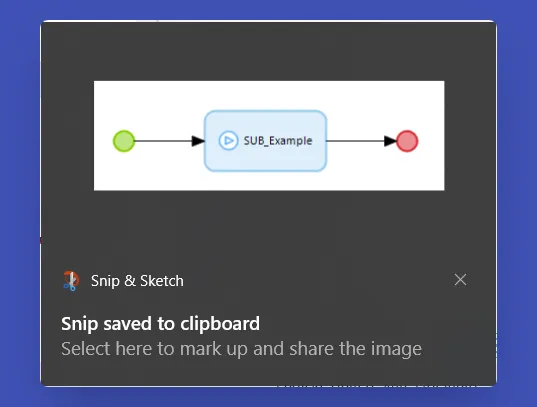 SUB_Example
Snip & Sketch
Snip saved to clipboard
Select here to mark up and share the image